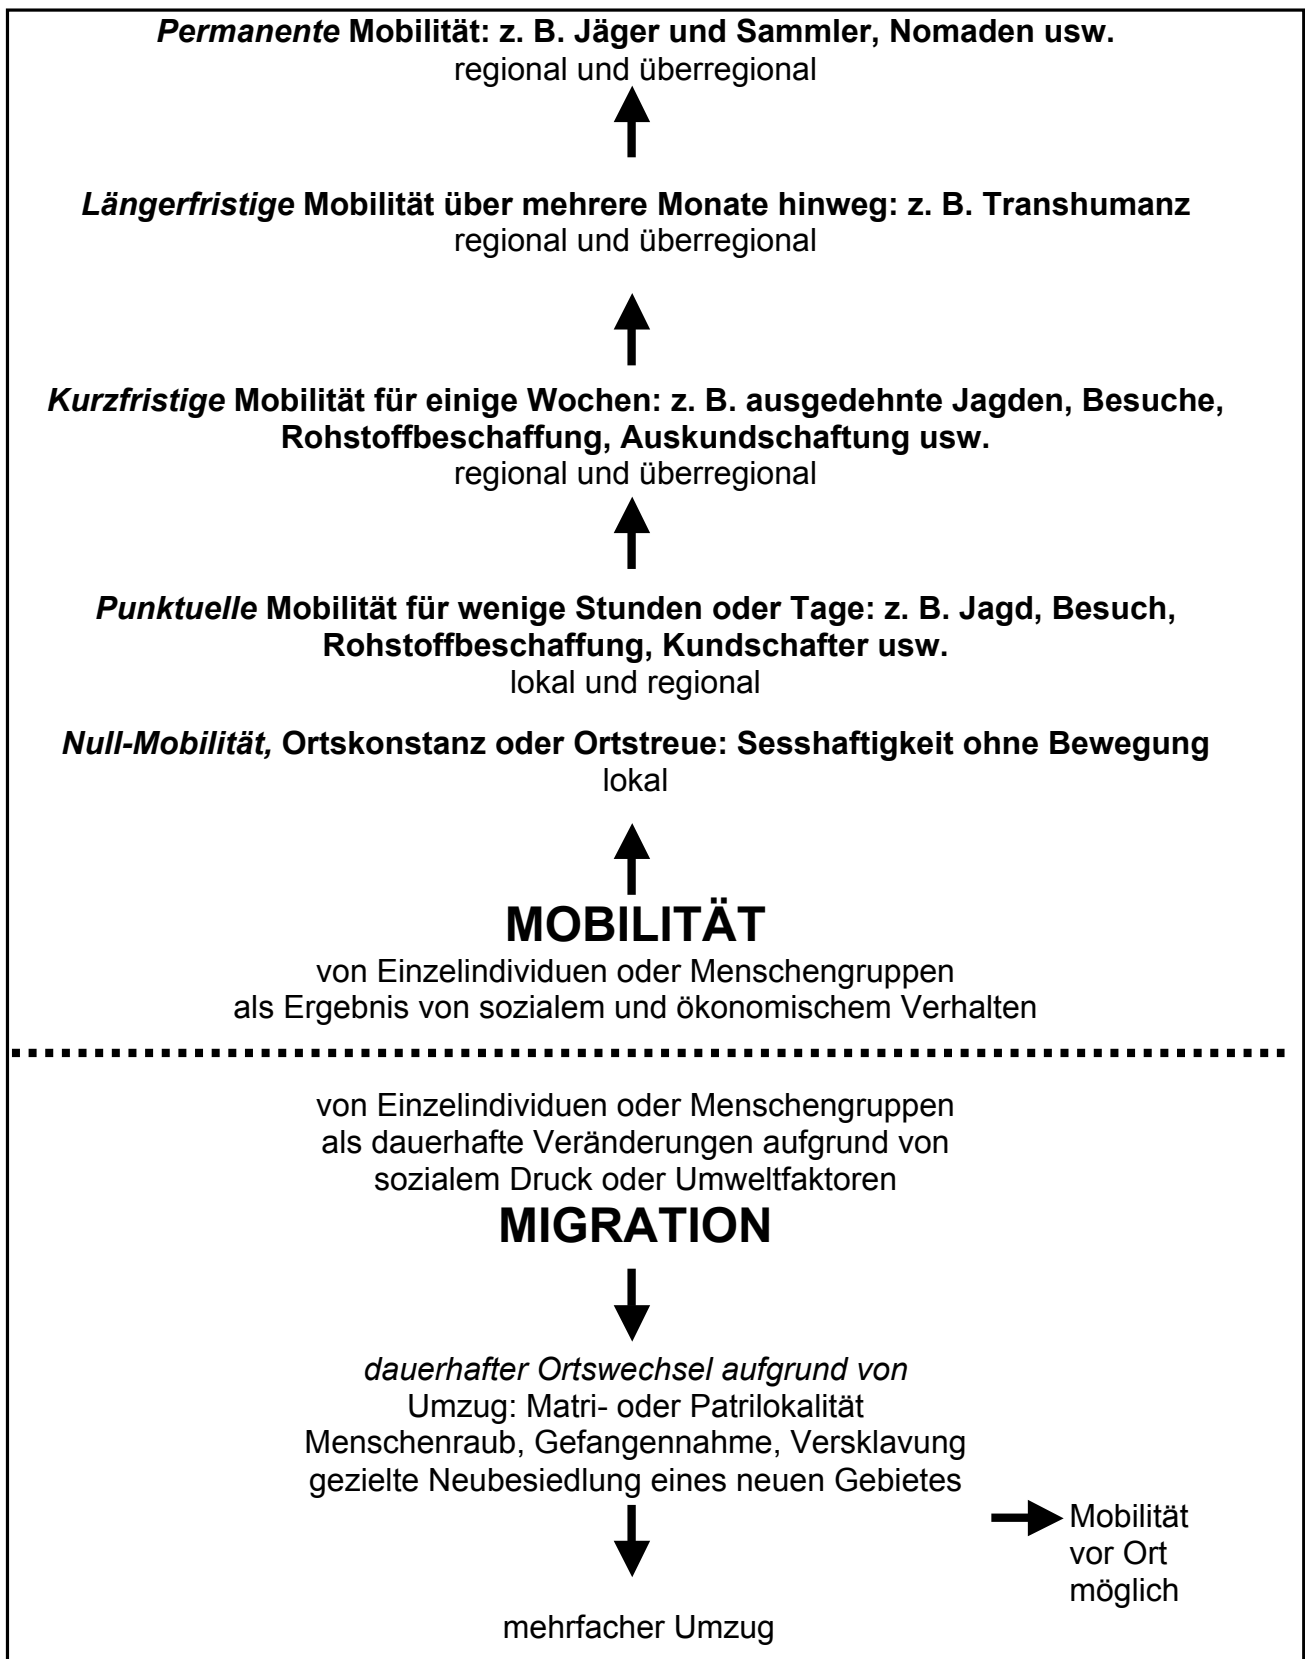 Permanente Mobilität: z. B. Jäger und Sammler, Nomaden usw.
regional und überregional
Längerfristige Mobilität über mehrere Monate hinweg: z. B. Transhumanz
regional und überregional
Kurzfristige Mobilität für einige Wochen: z. B. ausgedehnte Jagden, Besuche,
Rohstoffbeschaffung, Auskundschaftung usw.
regional und überregional
Punktuelle Mobilität für wenige Stunden oder Tage: z. B. Jagd, Besuch,
Rohstoffbeschaffung, Kundschafter usw.
lokal und regional
Null-Mobilität, Ortskonstanz oder Ortstreue: Sesshaftigkeit ohne Bewegung
lokal
MOBILITÄT
von Einzelindividuen oder Menschengruppen
als Ergebnis von sozialem und ökonomischem Verhalten
von Einzelindividuen oder Menschengruppen
als dauerhafte Veränderungen aufgrund von
sozialem Druck oder Umweltfaktoren
MIGRATION
dauerhafter Ortswechsel aufgrund von
Umzug: Matri- oder Patrilokalität
Menschenraub, Gefangennahme, Versklavung
gezielte Neubesiedlung eines neuen Gebietes
Mobilität
vor Ort
möglich
mehrfacher Umzug